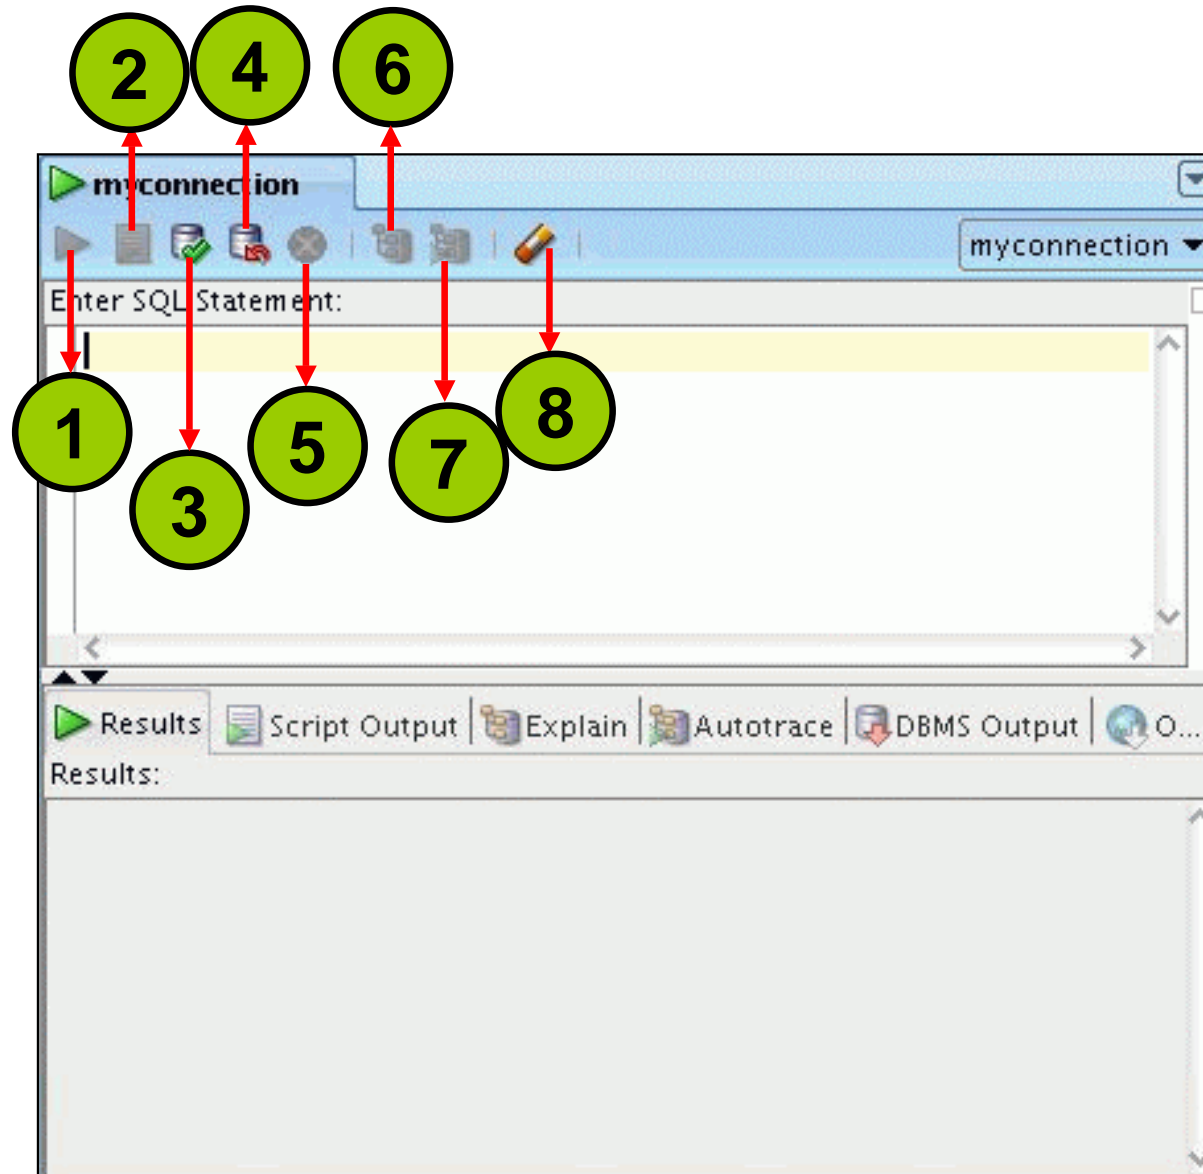 2 4 6
myconnection
myconnection
Enter SQL Statement:
1 3 5 7 8
Results Script Output Explain Autotrace DBMS Output O...
Results: